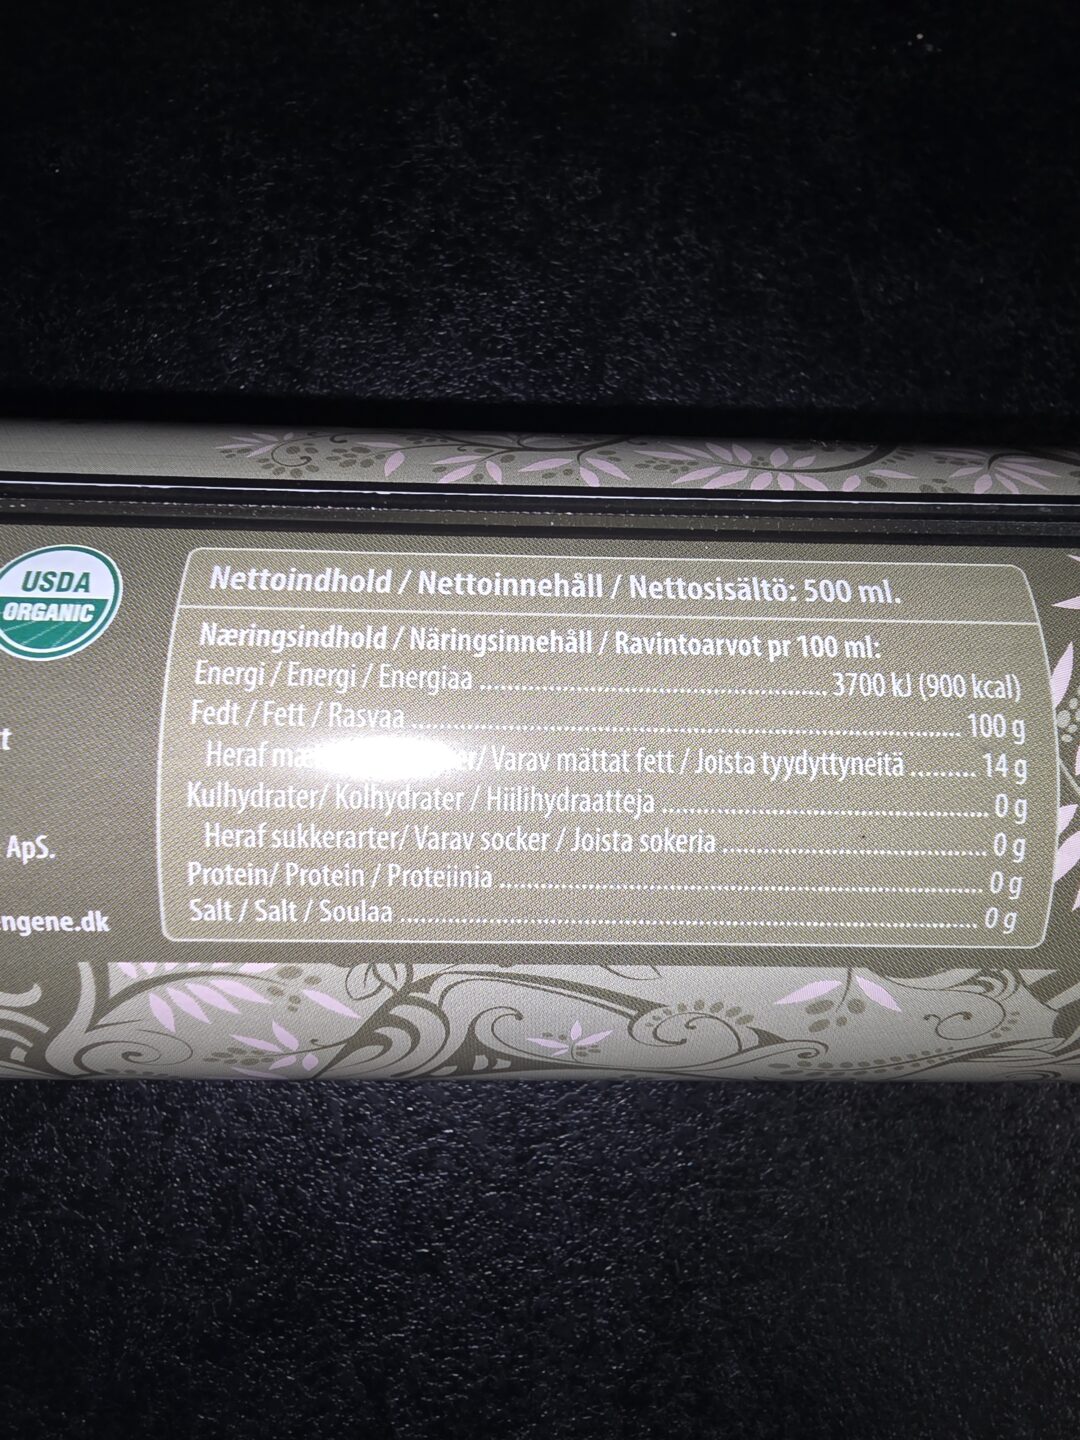 USDA
ORGANIC
ApS.
ngene.dk
Nettoindhold / Nettoinnehåll / Nettosisältö: 500 ml.
Næringsindhold / Näringsinnehåll / Ravintoarvot pr 100 ml:
Energi / Energi / Energiaa ........ 3700 kJ (900 kcal)
Fedt / Fett / Rasvaa ........ 100 g
Heraf / Varav mättat fett / Joista tyydyttyneitä ........ 14 g
Kulhydrater/ Kolhydrater / Hiilihydraatteja ........ 0 g
Heraf sukkerarter/ Varav socker / Joista sokeria ........ 0 g
Protein/ Protein / Proteiinia ........ 0 g
Salt / Salt / Soulaa ........ 0 g